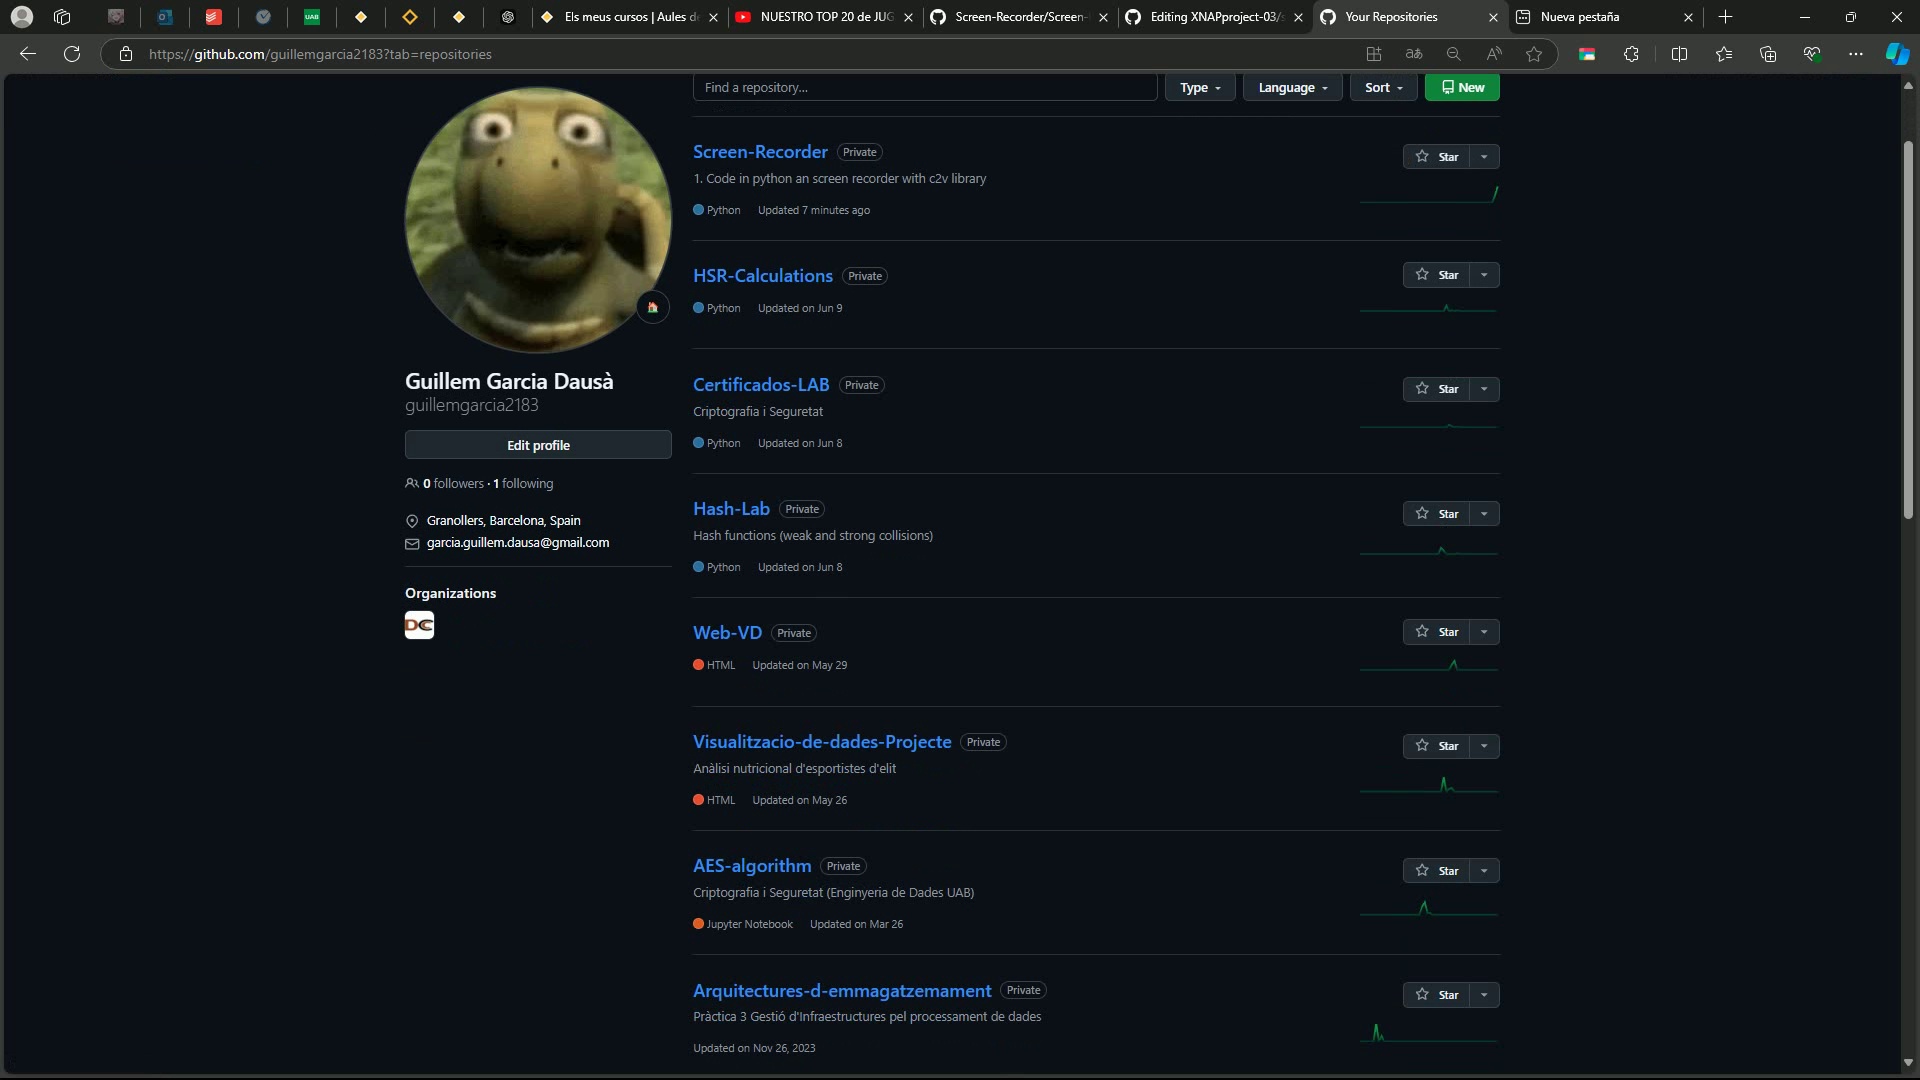 Els meus cursos | Aules d
NUESTRO TOP 20 de JUG
Screen-Recorder/Screen-
Editing XNAPproject-03/s
Your Repositories
Nueva pestaña
https://github.com/guillemgarcia2183?tab=repositories
Find a repository...
Type
Language
Sort
New
Screen-Recorder Private
Star
1. Code in python an screen recorder with c2v library
Python Updated 7 minutes ago
HSR-Calculations Private
Star
Python Updated on Jun 9
Guillem Garcia Dausà
guillemgarcia2183
Edit profile
0 followers · 1 following
Granollers, Barcelona, Spain
garcia.guillem.dausa@gmail.com
Organizations
DC
Certificados-LAB Private
Star
Criptografia i Seguretat
Python Updated on Jun 8
Hash-Lab Private
Star
Hash functions (weak and strong collisions)
Python Updated on Jun 8
Web-VD Private
Star
HTML Updated on May 29
Visualitzacio-de-dades-Projecte Private
Star
Anàlisi nutricional d'esportistes d'elit
HTML Updated on May 26
AES-algorithm Private
Star
Criptografia i Seguretat (Enginyeria de Dades UAB)
Jupyter Notebook Updated on Mar 26
Arquitectures-d-emmagatzemament Private
Star
Pràctica 3 Gestió d'Infraestructures pel processament de dades
Updated on Nov 26, 2023